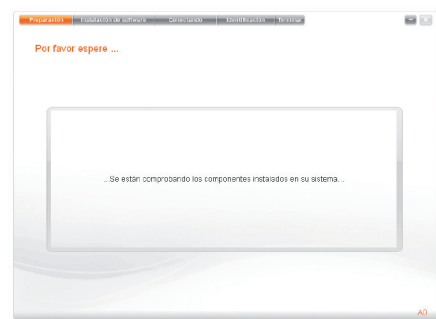 Preparación Instalación de software Conectando Identificación Terminar
Por favor espere ...
...Se están comprobando los componentes instalados en su sistema...
A0